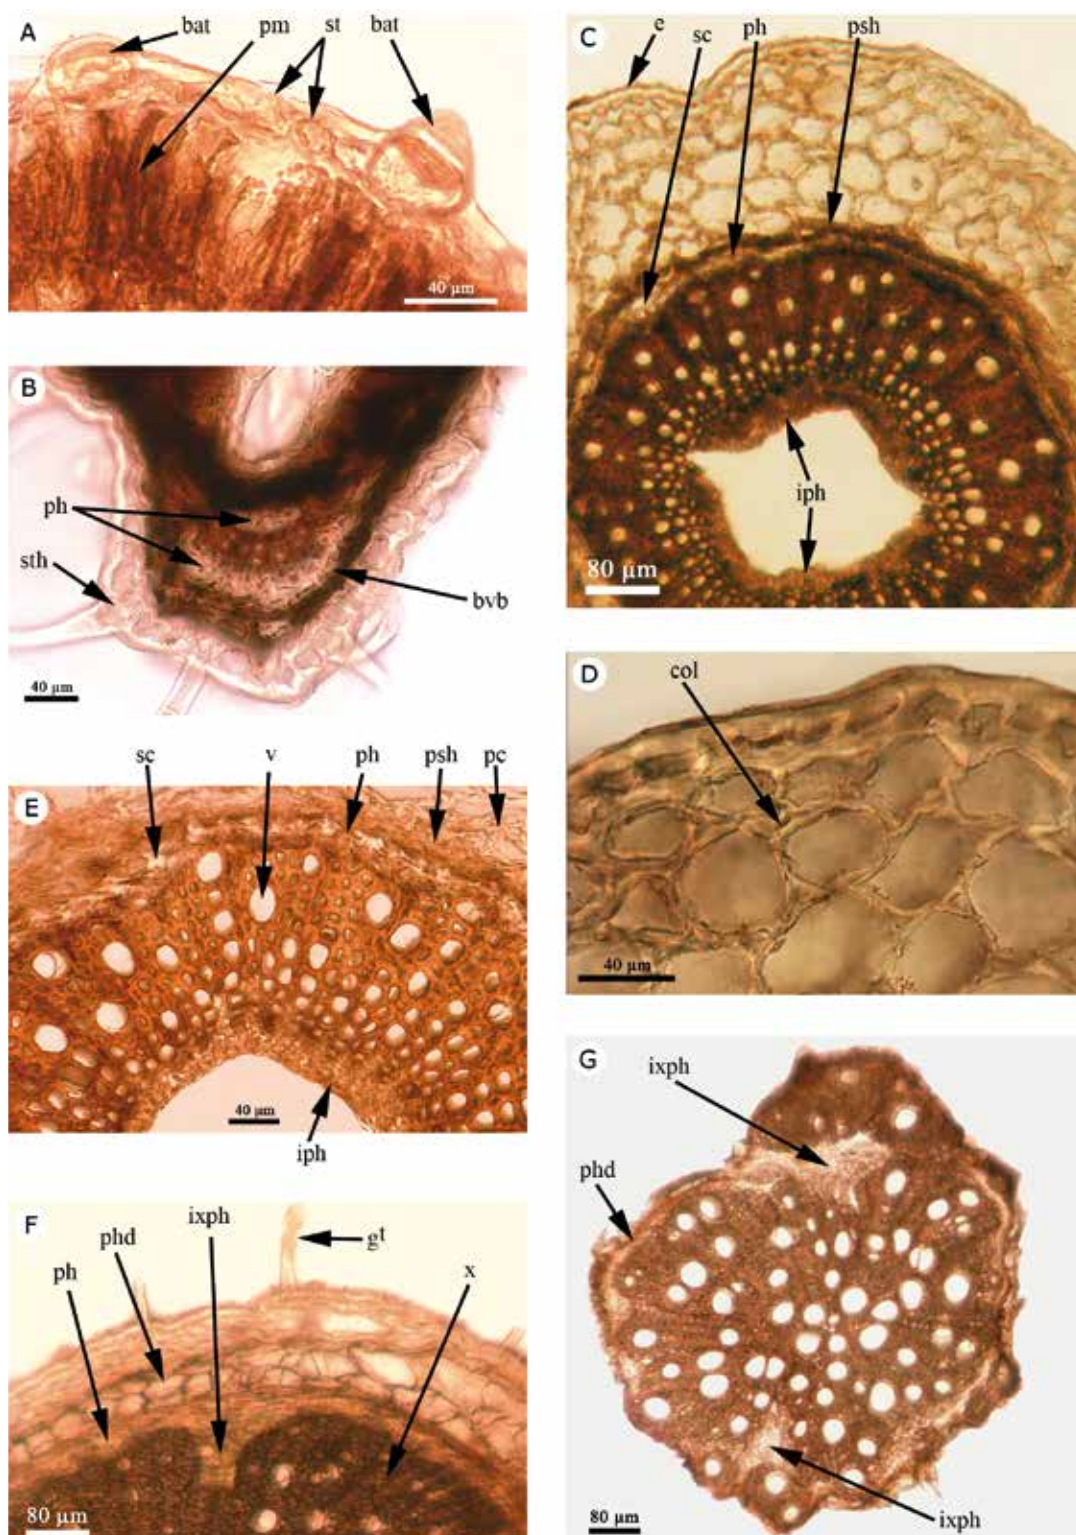 A
bat pm st bat
40 µm
B
ph
sth
bvb
40 µm
C
e sc ph psh
iph
80 µm
D
col
40 µm
E
sc v ph psh pc
40 µm
iph
F
ph phd ixph gt x
80 µm
G
ixph
phd
80 µm
ixph